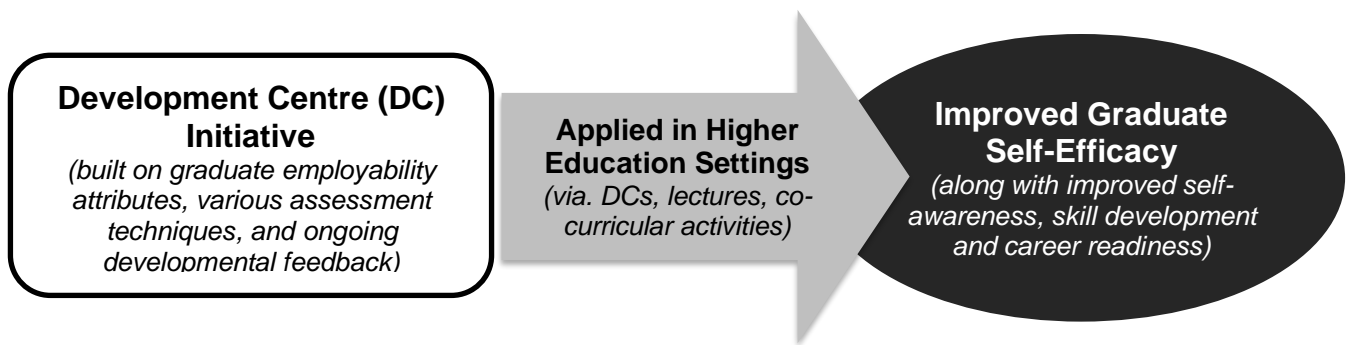 Development Centre (DC)
Initiative
(built on graduate employability
attributes, various assessment
techniques, and ongoing
developmental feedback)
Applied in Higher
Education Settings
(via. DCs, lectures, co-
curricular activities)
Improved Graduate
Self-Efficacy
(along with improved self-
awareness, skill development
and career readiness)